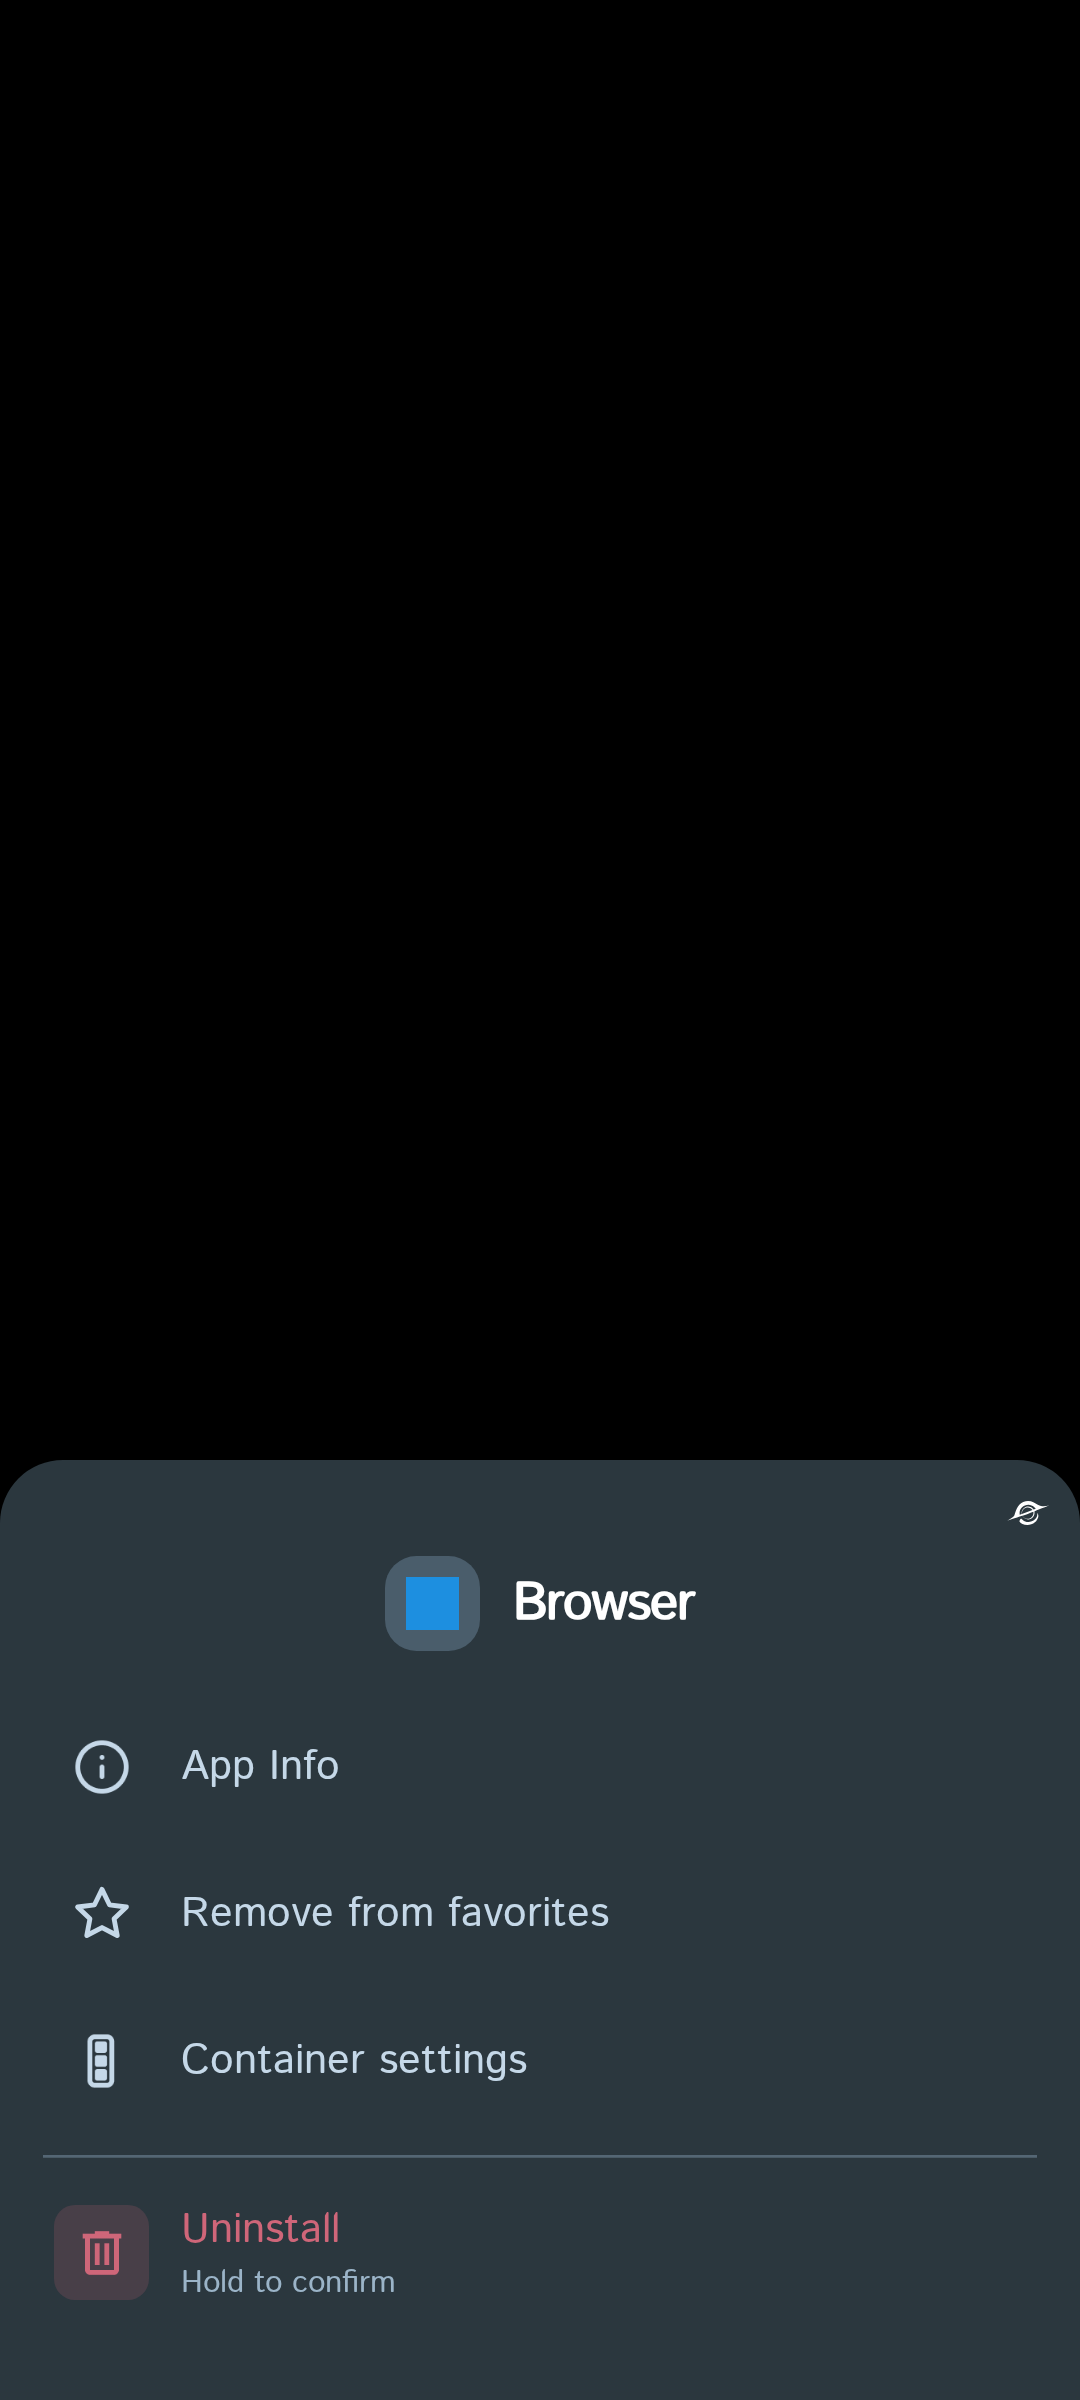 Browser
App Info
Remove from favorites
Container settings
Uninstall
Hold to confirm